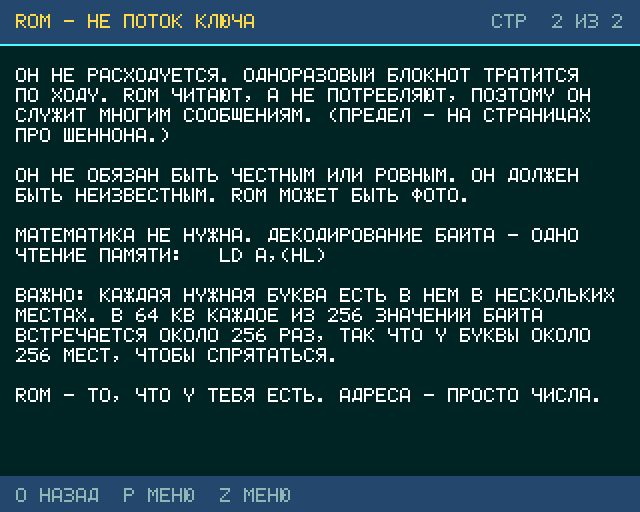 ROM - НЕ ПОТОК КЛЮЧА СТР 2 ИЗ 2
ОН НЕ РАСХОДУЕТСЯ. ОДНОРАЗОВЫЙ БЛОКНОТ ТРАТИТСЯ
ПО ХОДУ. ROM ЧИТАЮТ, А НЕ ПОТРЕБЛЯЮТ, ПОЭТОМУ ОН
СЛУЖИТ МНОГИМ СООБЩЕНИЯМ. (ПРЕДЕЛ - НА СТРАНИЦАХ
ПРО ШЕННОНА.)
ОН НЕ ОБЯЗАН БЫТЬ ЧЕСТНЫМ ИЛИ РОВНЫМ. ОН ДОЛЖЕН
БЫТЬ НЕИЗВЕСТНЫМ. ROM МОЖЕТ БЫТЬ ФОТО.
МАТЕМАТИКА НЕ НУЖНА. ДЕКОДИРОВАНИЕ БАЙТА - ОДНО
ЧТЕНИЕ ПАМЯТИ: LD A,(HL)
ВАЖНО: КАЖДАЯ НУЖНАЯ БУКВА ЕСТЬ В НЕМ В НЕСКОЛЬКИХ
МЕСТАХ. В 64 КВ КАЖДОЕ ИЗ 256 ЗНАЧЕНИЙ БАЙТА
ВСТРЕЧАЕТСЯ ОКОЛО 256 РАЗ, ТАК ЧТО У БУКВЫ ОКОЛО
256 МЕСТ, ЧТОБЫ СПРЯТАТЬСЯ.
ROM - ТО, ЧТО У ТЕБЯ ЕСТЬ. АДРЕСА - ПРОСТО ЧИСЛА.
O НАЗАД P МЕНЮ Z МЕНЮ